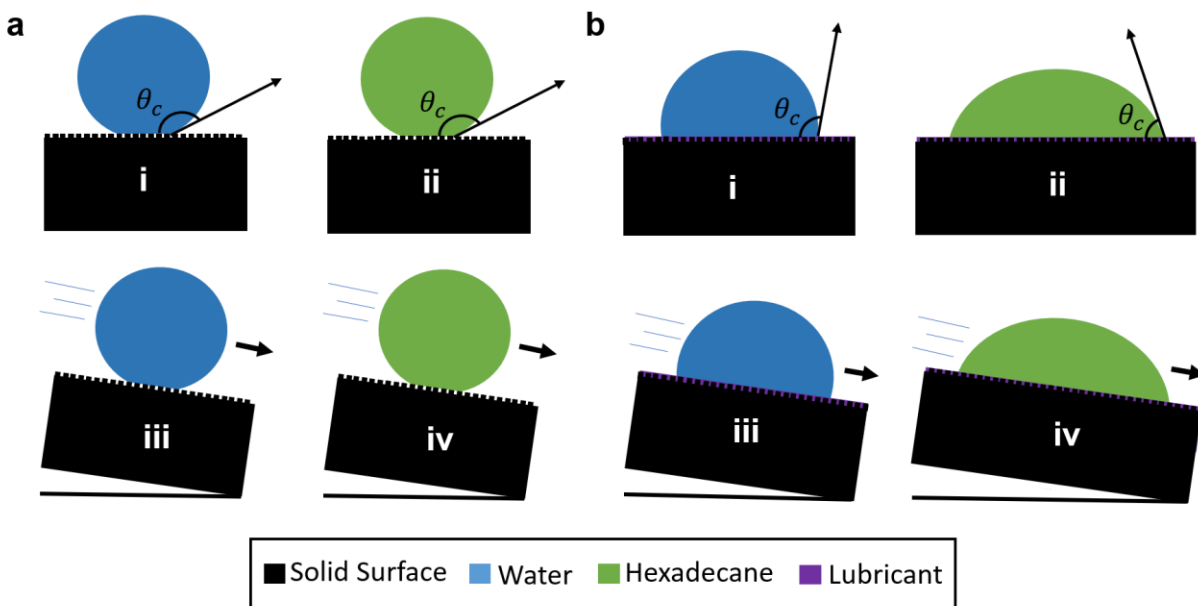 a
b
θc
θc
θc
θc
i
ii
i
ii
iii
iv
iii
iv
Solid Surface Water Hexadecane Lubricant